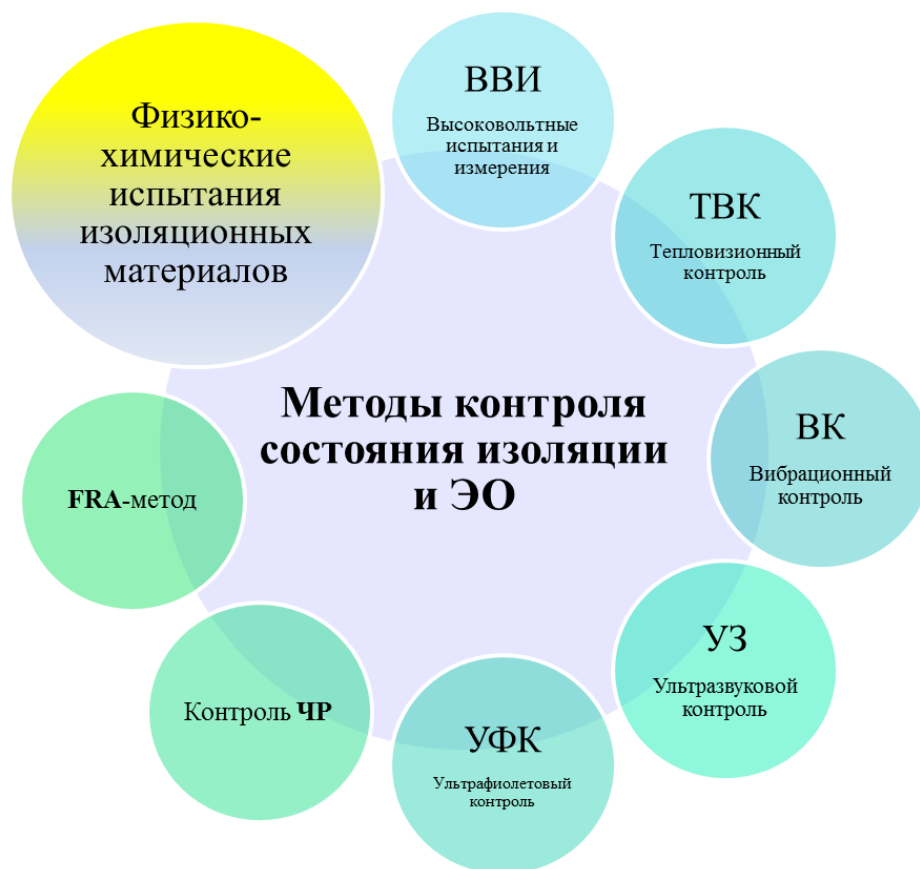 Физико-
химические
испытания
изоляционных
материалов
ВВИ
Высоковольтные
испытания и
измерения
ТВК
Тепловизионный
контроль
ВК
Вибрационный
контроль
УЗ
Ультразвуковой
контроль
УФК
Ультрафиолетовый
контроль
Контроль ЧР
FRA-метод
Методы контроля
состояния изоляции
и ЭО